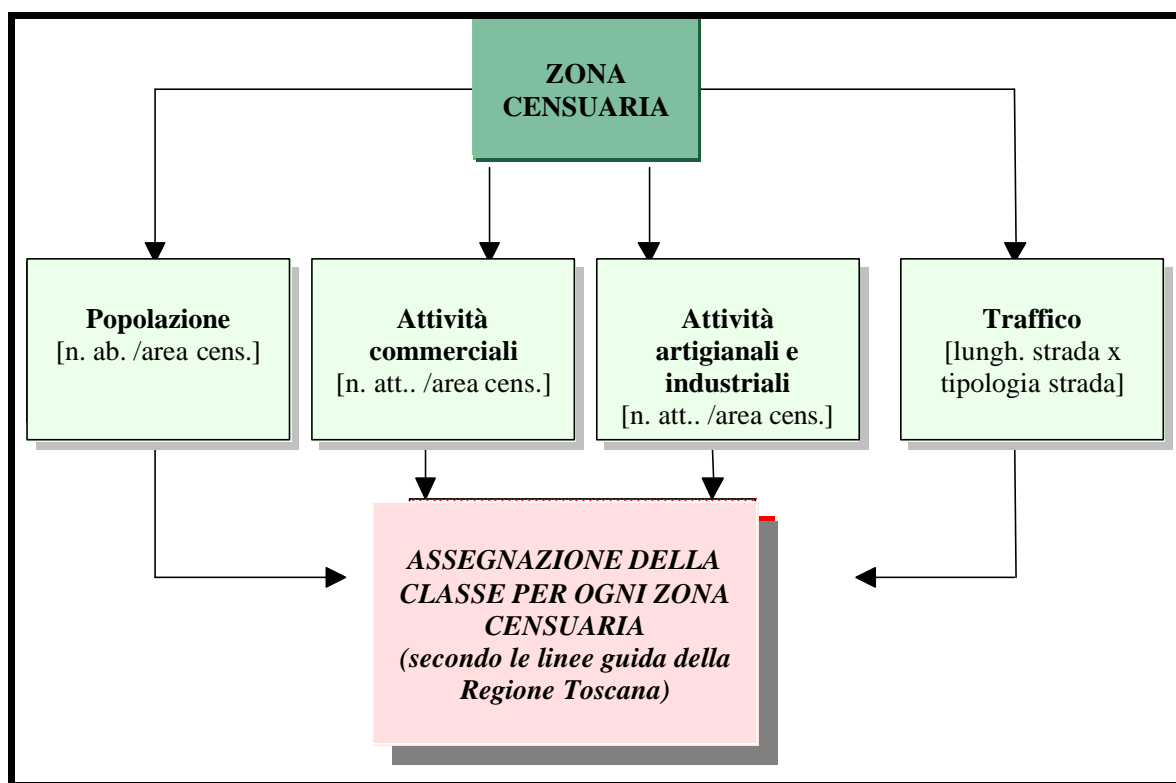 ZONA
CENSUARIA
Popolazione
[n. ab. /area cens.]
Attività
commerciali
[n. att.. /area cens.]
Attività
artigianali e
industriali
[n. att.. /area cens.]
Traffico
[lungh. strada x
tipologia strada]
ASSEGNAZIONE DELLA
CLASSE PER OGNI ZONA
CENSUARIA
(secondo le linee guida della
Regione Toscana)